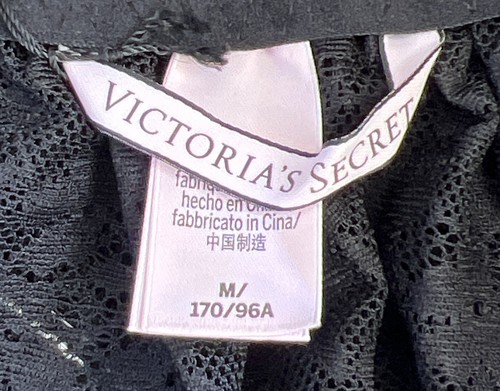 VICTORIA'S SECRET
hecho en
fabbricato in Cina/
中国制造
M/
170/96A